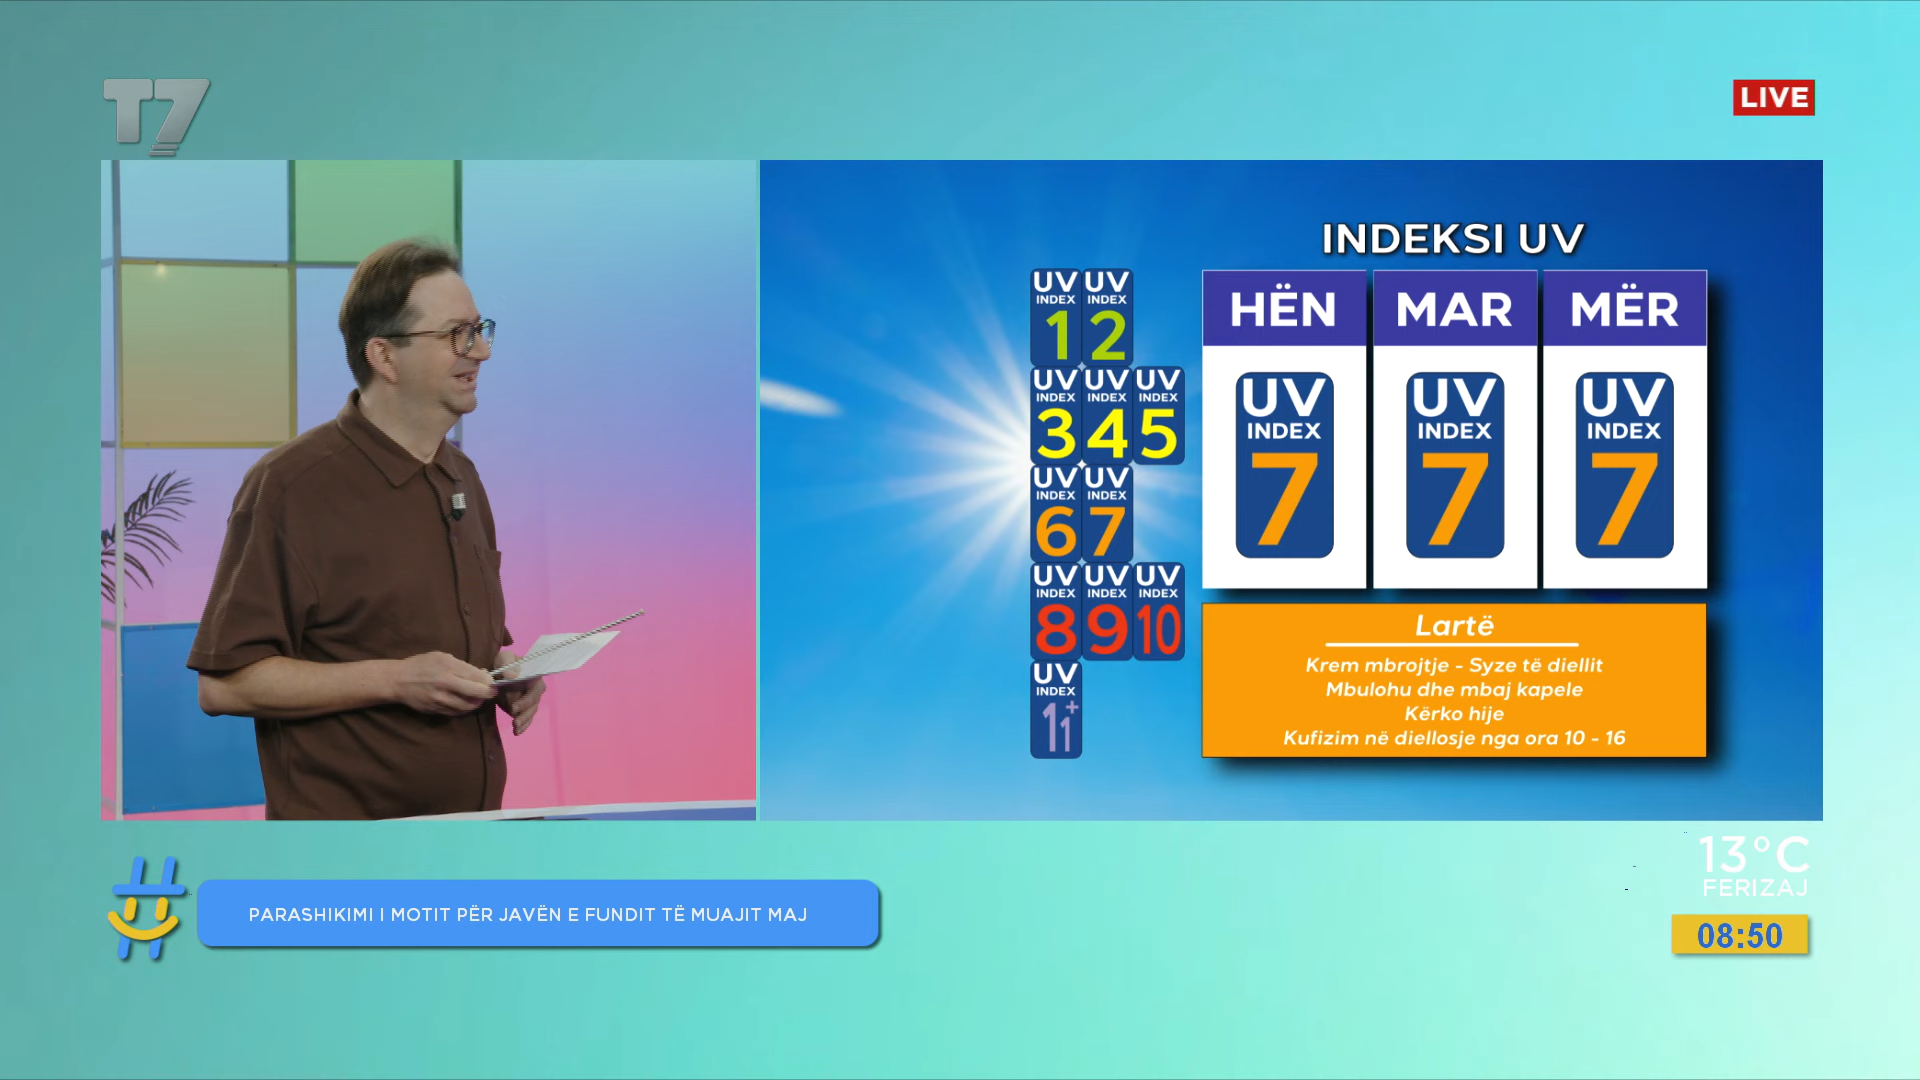 T7
LIVE
INDEKSI UV
UV INDEX 1
UV INDEX 2
UV INDEX 3
UV INDEX 4
UV INDEX 5
UV INDEX 6
UV INDEX 7
UV INDEX 8
UV INDEX 9
UV INDEX 10
UV INDEX 11+
HËN MAR MËR
UV UV UV
INDEX INDEX INDEX
7 7 7
Lartë
Krem mbrojtje - Syze të diellit
Mbulohu dhe mbaj kapele
Kërko hije
Kufizim në diellosje nga ora 10 - 16
PARASHIKIMI I MOTIT PËR JAVËN E FUNDIT TË MUAJIT MAJ
13°C
FERIZAJ
08:50